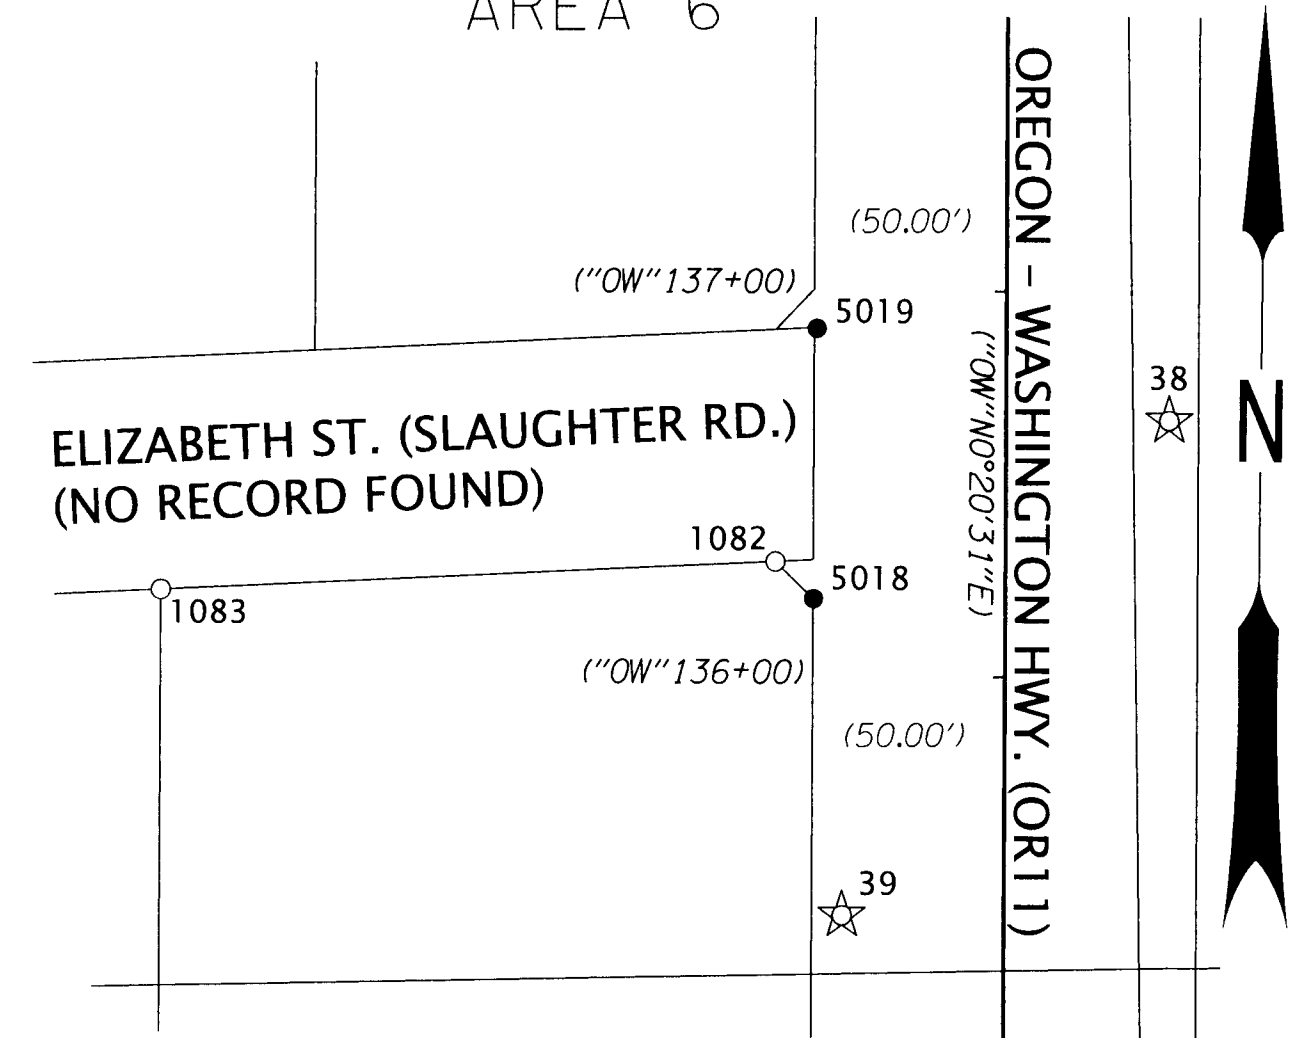 AREA 6
OREGON – WASHINGTON HWY. (OR11)
(50.00')
("OW"137+00)
5019
("OW"N0°20'31"E)
38
N
ELIZABETH ST. (SLAUGHTER RD.)
(NO RECORD FOUND)
1082
5018
1083
("OW"136+00)
(50.00')
39